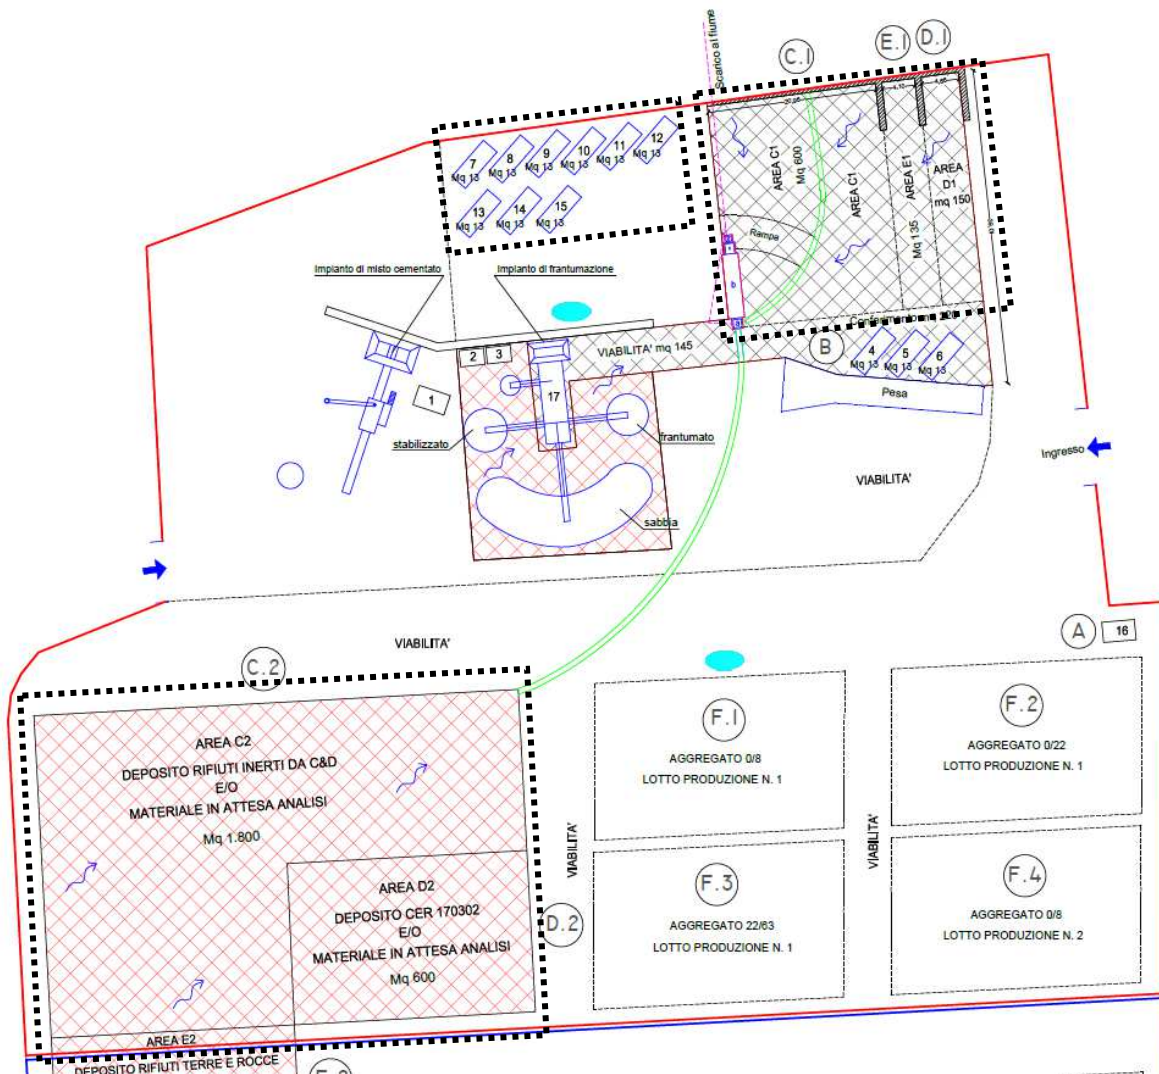 Scarico al fiume
C.1
E.1
D.1
4,10
AREA C1
Mq 600
AREA C1
AREA E1
Mq 135
AREA
D1
mq 150
Rampa
7
Mq 13
8
Mq 13
9
Mq 13
10
Mq 13
11
Mq 13
12
Mq 13
13
Mq 13
14
Mq 13
15
Mq 13
Impianto di misto cementato
Impianto di frantumazione
VIABILITA' mq 145
B
4
Mq 13
5
Mq 13
6
Mq 13
Pesa
2
3
1
17
stabilizzato
frantumato
sabbia
VIABILITA'
Ingresso
A
16
VIABILITA'
C.2
AREA C2
DEPOSITO RIFIUTI INERTI DA C&D
E/O
MATERIALE IN ATTESA ANALISI
Mq 1.800
AREA D2
DEPOSITO CER 170302
E/O
MATERIALE IN ATTESA ANALISI
Mq 600
D.2
AREA E2
DEPOSITO RIFIUTI TERRE E ROCCE
VIABILITA'
F.1
AGGREGATO 0/8
LOTTO PRODUZIONE N. 1
F.2
AGGREGATO 0/22
LOTTO PRODUZIONE N. 1
VIABILITA'
F.3
AGGREGATO 22/63
LOTTO PRODUZIONE N. 1
F.4
AGGREGATO 0/8
LOTTO PRODUZIONE N. 2